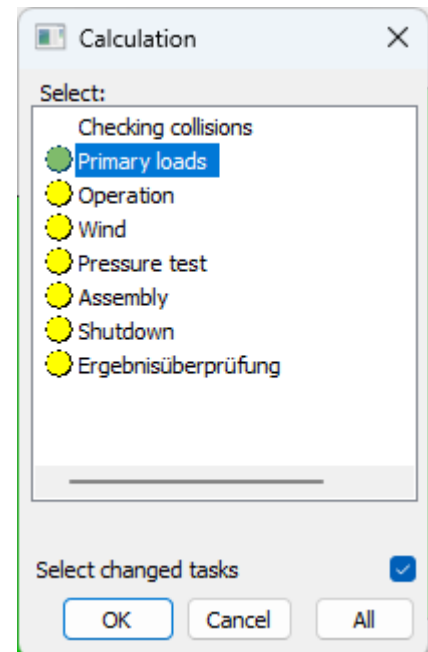 Calculation
Select:
Checking collisions
Primary loads
Operation
Wind
Pressure test
Assembly
Shutdown
Ergebnisüberprüfung
Select changed tasks
OK Cancel All